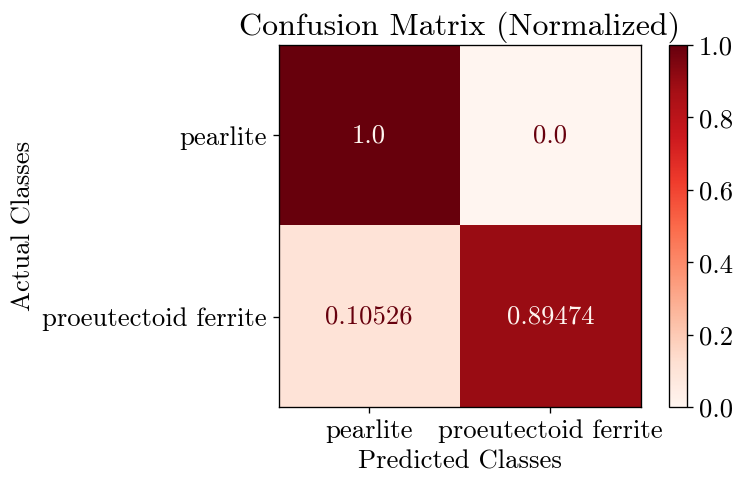 Confusion Matrix (Normalized)
Actual Classes
pearlite
1.0
0.0
proeutectoid ferrite
0.10526
0.89474
pearlite
proeutectoid ferrite
Predicted Classes
1.0
0.8
0.6
0.4
0.2
0.0